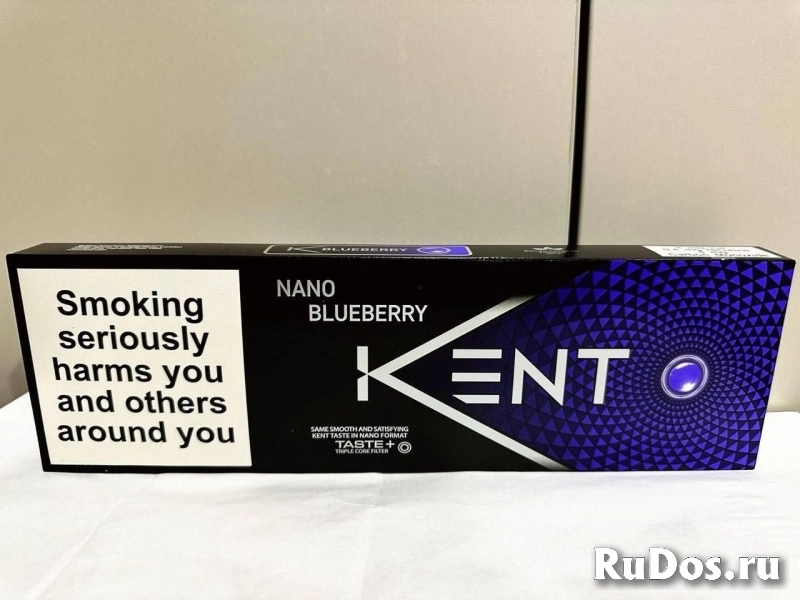 K BLUEBERRY
Smoking
seriously
harms you
and others
around you
NANO
BLUEBERRY
KENT
SAME SMOOTH AND SATISFYING
KENT TASTE IN NANO FORMAT
TASTE+
TRIPLE CORE FILTER
RuDos.ru